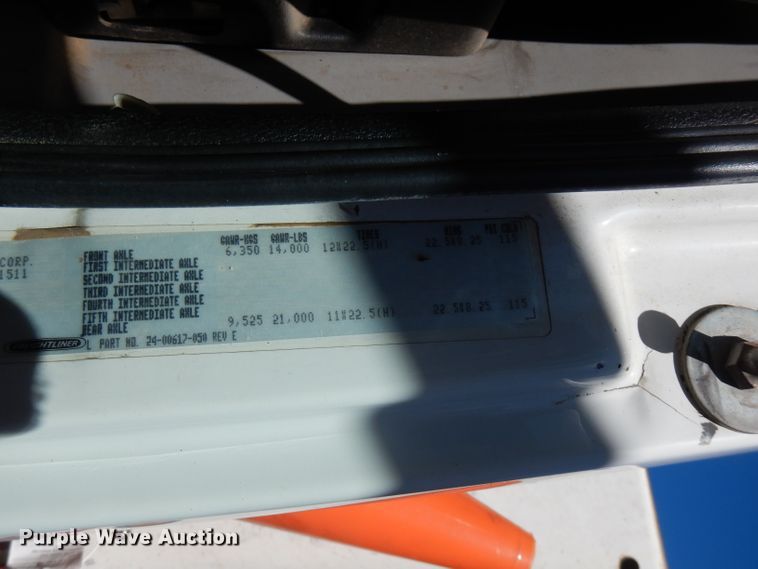 GAWR-KGS GAWR-LBS TIRES RIMS PSI COLD
CORP. FRONT AXLE 6,350 14,000 12R22.5(H) 22.5X8.25 115
1511 FIRST INTERMEDIATE AXLE
SECOND INTERMEDIATE AXLE
THIRD INTERMEDIATE AXLE
FOURTH INTERMEDIATE AXLE
FIFTH INTERMEDIATE AXLE
REAR AXLE 9,525 21,000 11R22.5(H) 22.5X8.25 115
FREIGHTLINER L PART NO. 24-00617-050 REV E
Purple Wave Auction